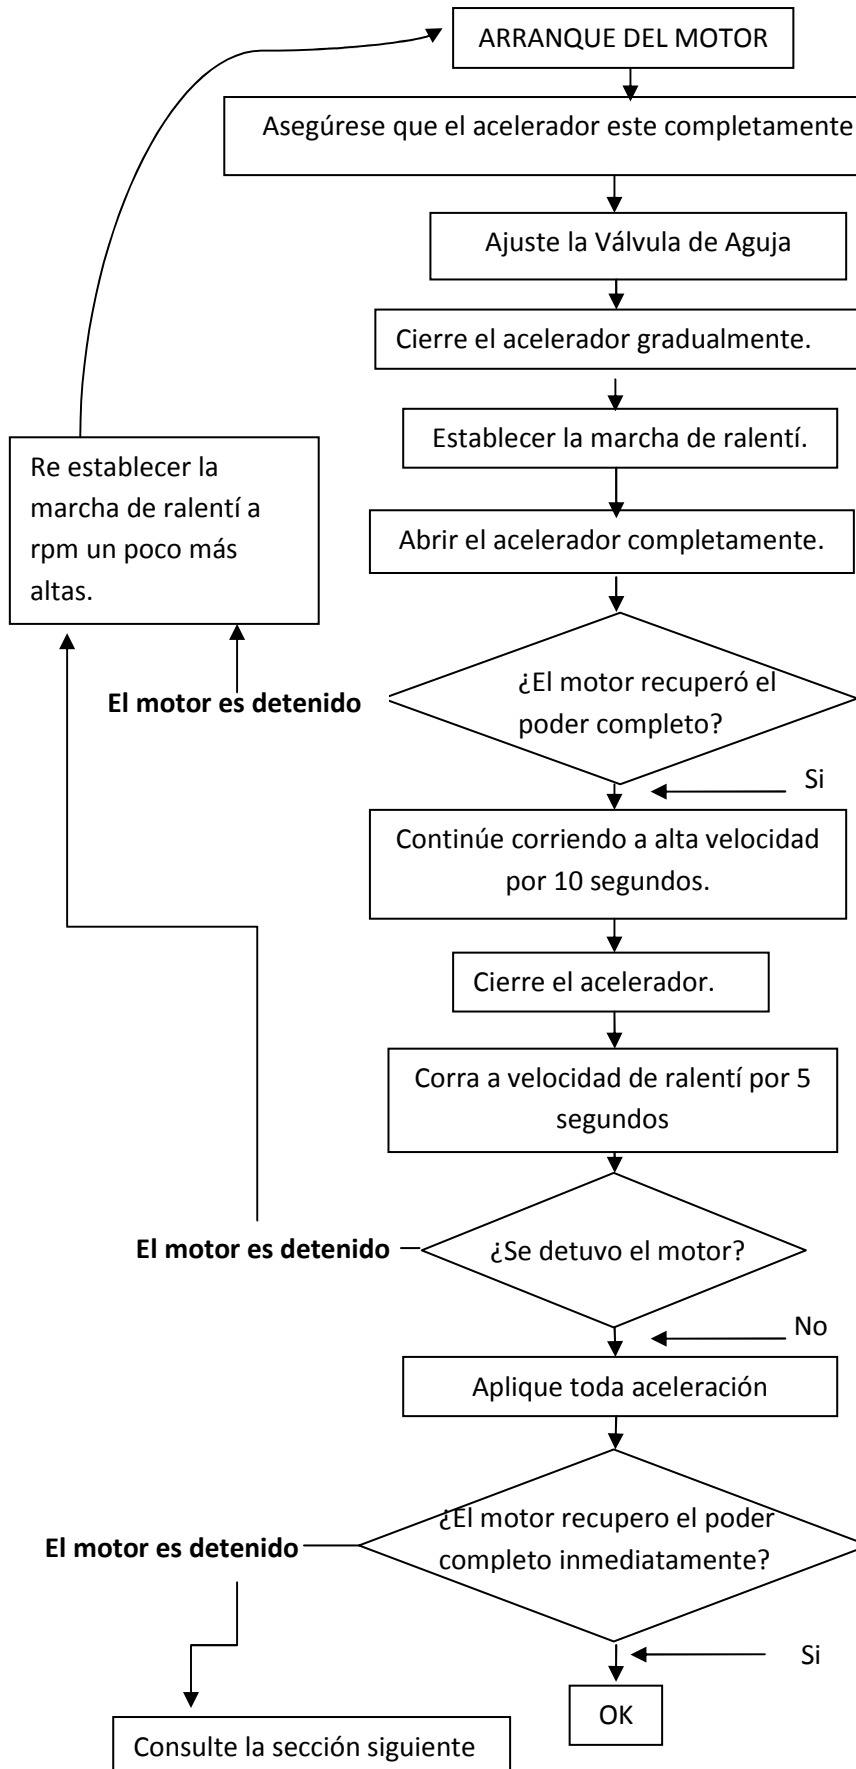 ARRANQUE DEL MOTOR
Asegúrese que el acelerador este completamente
Ajuste la Válvula de Aguja
Cierre el acelerador gradualmente.
Establecer la marcha de ralentí.
Re establecer la
marcha de ralentí a
rpm un poco más
altas.
Abrir el acelerador completamente.
¿El motor recuperó el
poder completo?
El motor es detenido
Si
Continúe corriendo a alta velocidad
por 10 segundos.
Cierre el acelerador.
Corra a velocidad de ralentí por 5
segundos
El motor es detenido
¿Se detuvo el motor?
No
Aplique toda aceleración
¿El motor recupero el poder
completo inmediatamente?
El motor es detenido
Si
OK
Consulte la sección siguiente